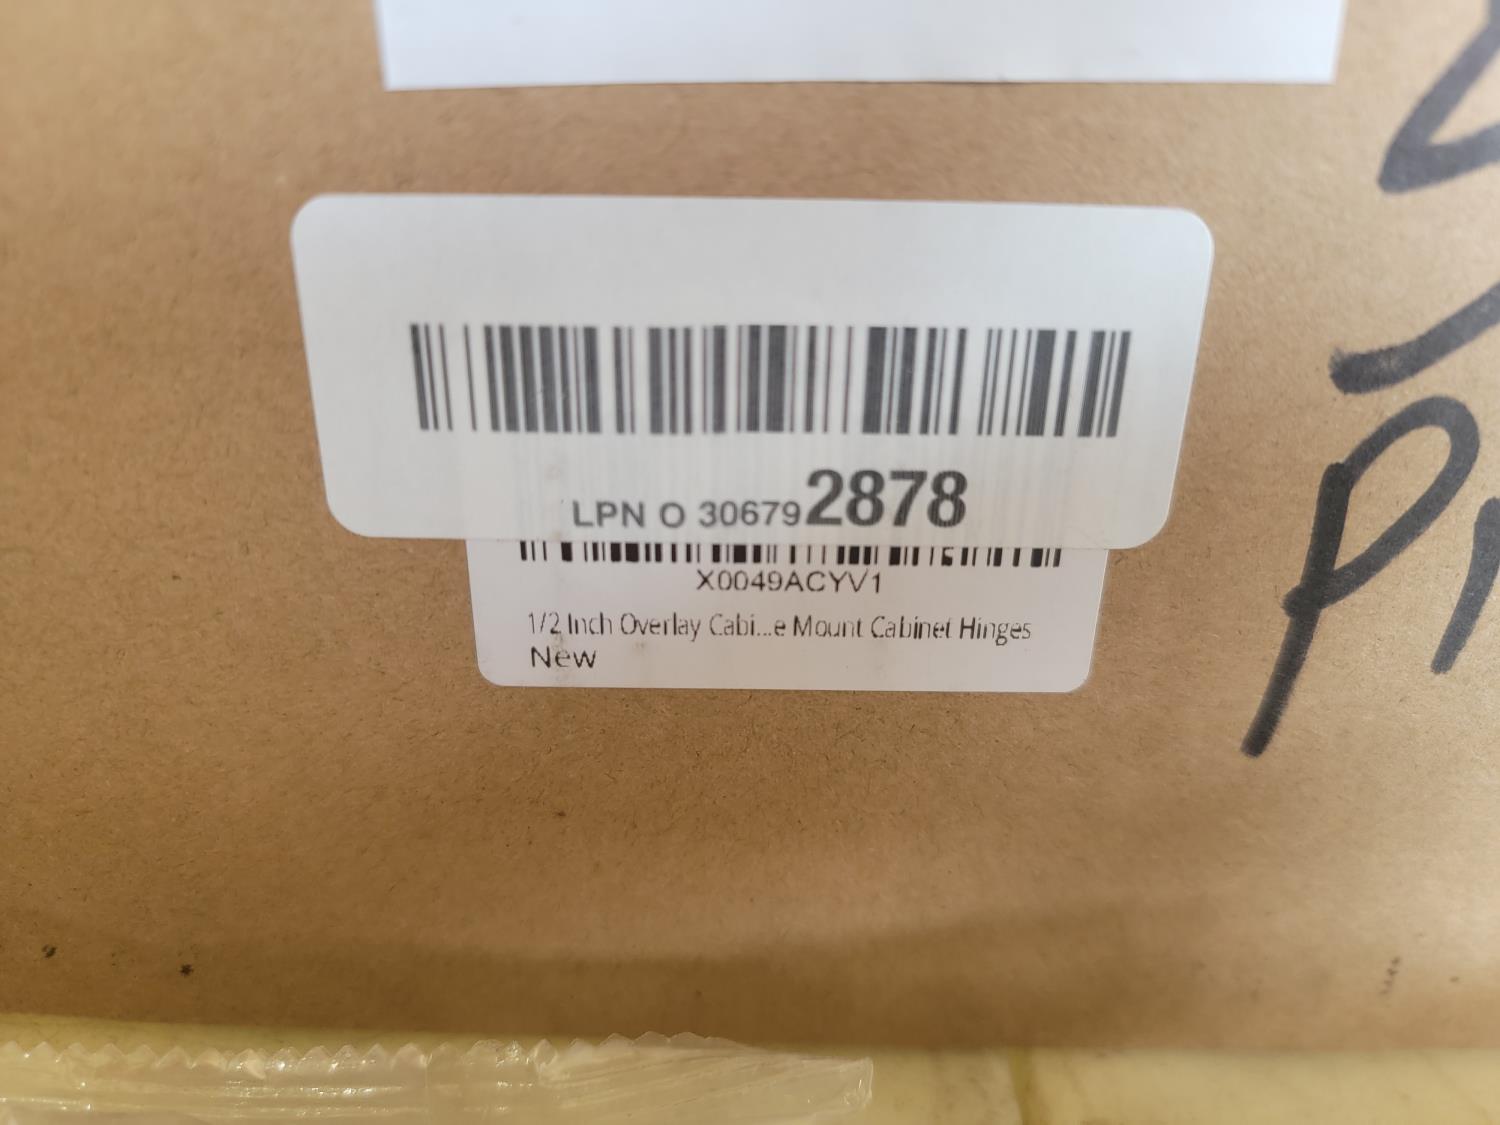 LPN O 306792878
X0049ACYV1
1/2 Inch Overlay Cabi...e Mount Cabinet Hinges
New